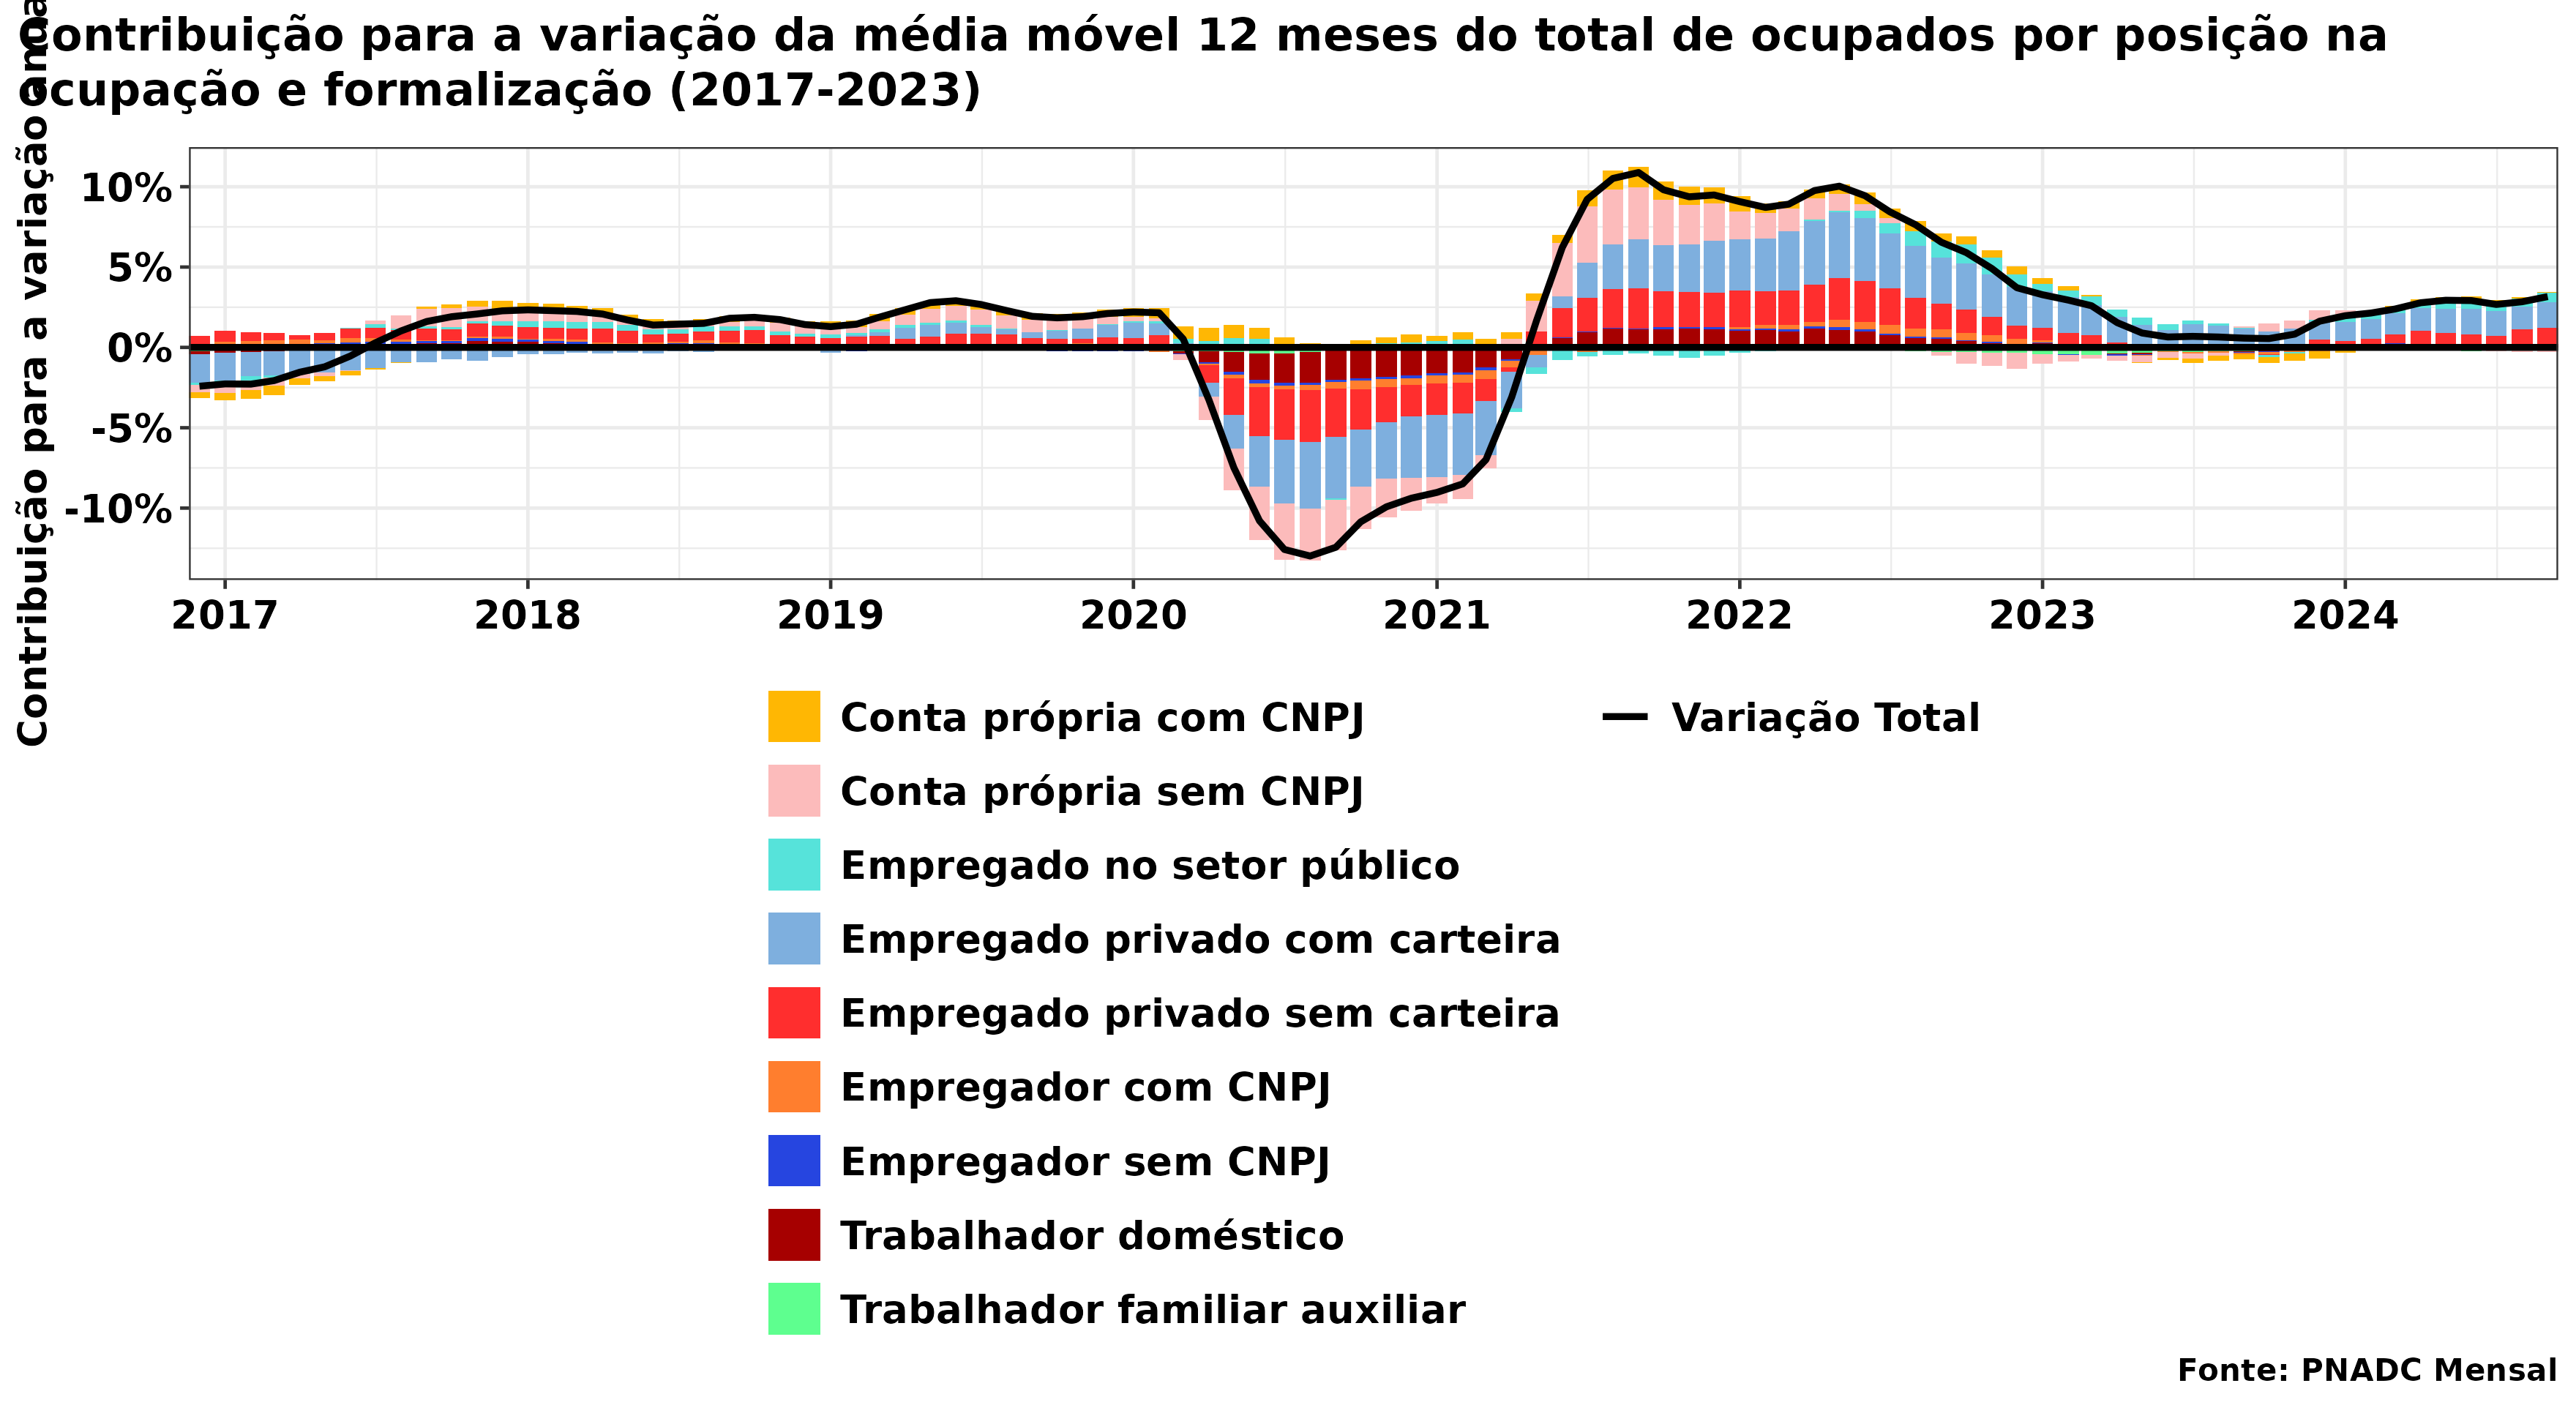 Contribuição para a variação da média móvel 12 meses do total de ocupados por posição na
ocupação e formalização (2017-2023)
Contribuição para a variação
10%
5%
0%
-5%
-10%
2017 2018 2019 2020 2021 2022 2023 2024
Conta própria com CNPJ
Conta própria sem CNPJ
Empregado no setor público
Empregado privado com carteira
Empregado privado sem carteira
Empregador com CNPJ
Empregador sem CNPJ
Trabalhador doméstico
Trabalhador familiar auxiliar
Variação Total
Fonte: PNADC Mensal